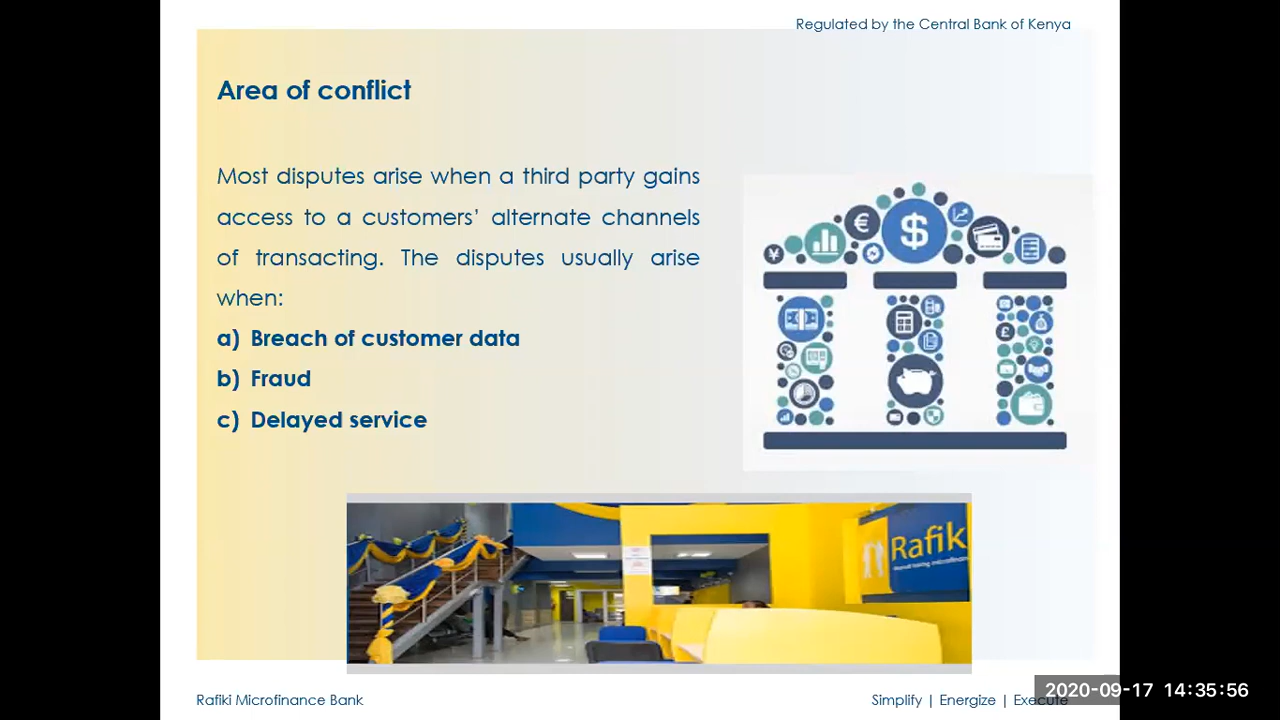 Regulated by the Central Bank of Kenya
Area of conflict
Most disputes arise when a third party gains
access to a customers’ alternate channels
of transacting. The disputes usually arise
when:
a) Breach of customer data
b) Fraud
c) Delayed service
Rafik
Rafiki Microfinance Bank
Simplify | Energize | Execute
2020-09-17 14:35:56